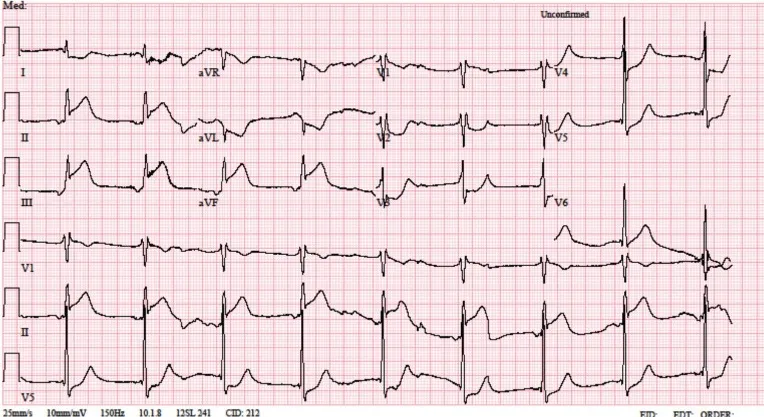 Med:
Unconfirmed
I aVR V1 V4
II aVL V2 V5
III aVF V3 V6
V1
II
V5
25mm/s 10mm/mV 150Hz 10.1.8 12SL 241 CID: 212 EID: EDT: ORDER: